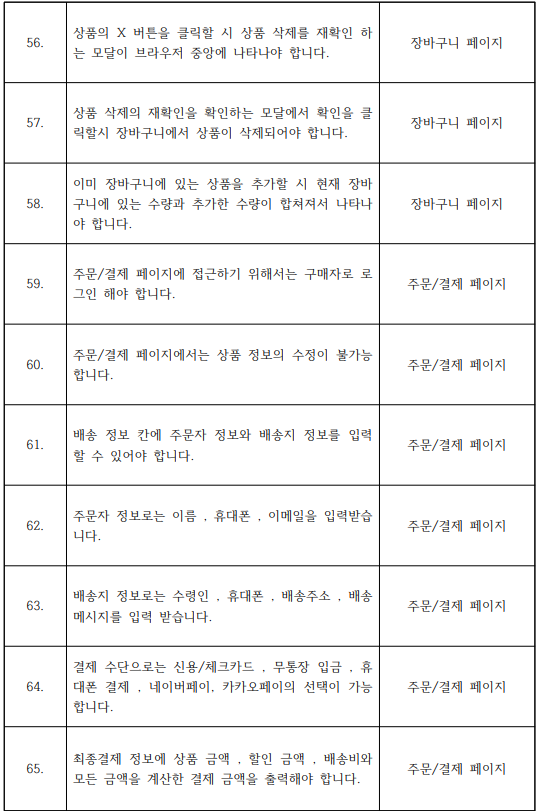 56.
상품의 X 버튼을 클릭할 시 상품 삭제를 재확인 하
는 모달이 브라우저 중앙에 나타나야 합니다.
장바구니 페이지
57.
상품 삭제의 재확인을 확인하는 모달에서 확인을 클
릭할시 장바구니에서 상품이 삭제되어야 합니다.
장바구니 페이지
58.
이미 장바구니에 있는 상품을 추가할 시 현재 장바
구니에 있는 수량과 추가한 수량이 합쳐져서 나타나
야 합니다.
장바구니 페이지
59.
주문/결제 페이지에 접근하기 위해서는 구매자로 로
그인 해야 합니다.
주문/결제 페이지
60.
주문/결제 페이지에서는 상품 정보의 수정이 불가능
합니다.
주문/결제 페이지
61.
배송 정보 칸에 주문자 정보와 배송지 정보를 입력
할 수 있어야 합니다.
주문/결제 페이지
62.
주문자 정보로는 이름 , 휴대폰 , 이메일을 입력받습
니다.
주문/결제 페이지
63.
배송지 정보로는 수령인 , 휴대폰 , 배송주소 , 배송
메시지를 입력 받습니다.
주문/결제 페이지
64.
결제 수단으로는 신용/체크카드 , 무통장 입금 , 휴
대폰 결제 , 네이버페이, 카카오페이의 선택이 가능
합니다.
주문/결제 페이지
65.
최종결제 정보에 상품 금액 , 할인 금액 , 배송비와
모든 금액을 계산한 결제 금액을 출력해야 합니다.
주문/결제 페이지